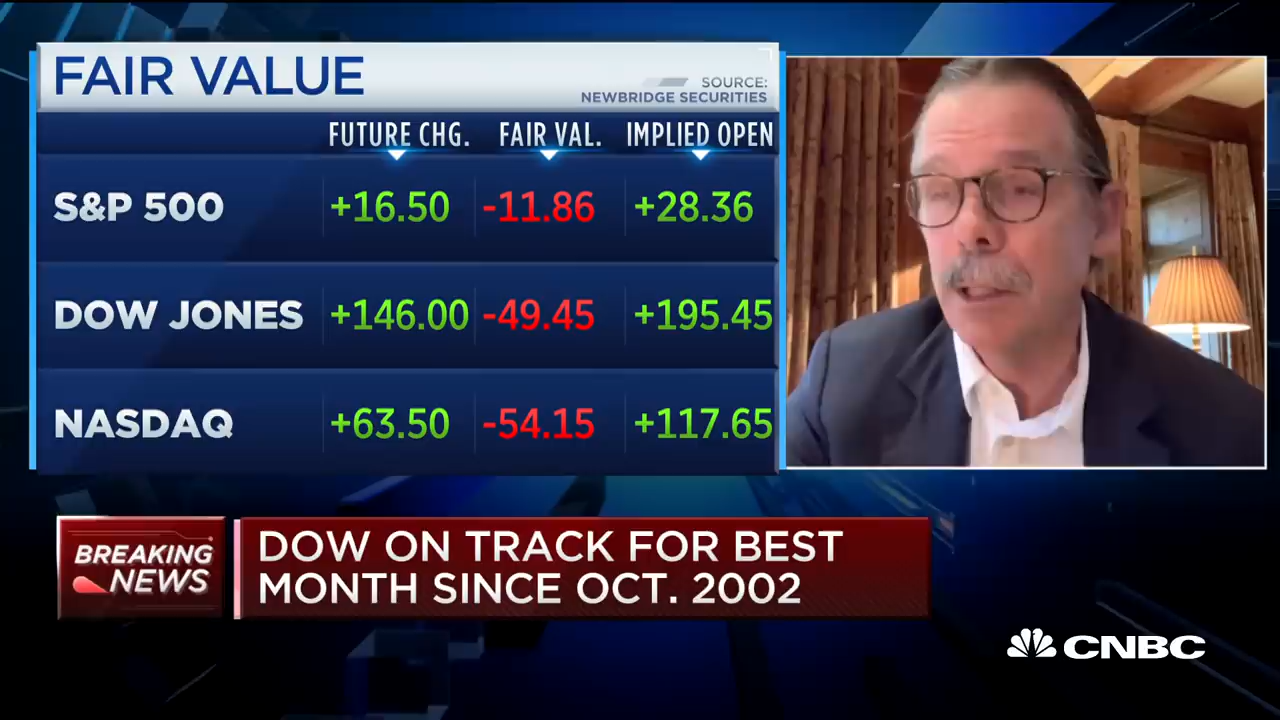 FAIR VALUE
SOURCE:
NEWBRIDGE SECURITIES
FUTURE CHG. FAIR VAL. IMPLIED OPEN
S&P 500 +16.50 -11.86 +28.36
DOW JONES +146.00 -49.45 +195.45
NASDAQ +63.50 -54.15 +117.65
BREAKING
NEWS
DOW ON TRACK FOR BEST
MONTH SINCE OCT. 2002
CNBC